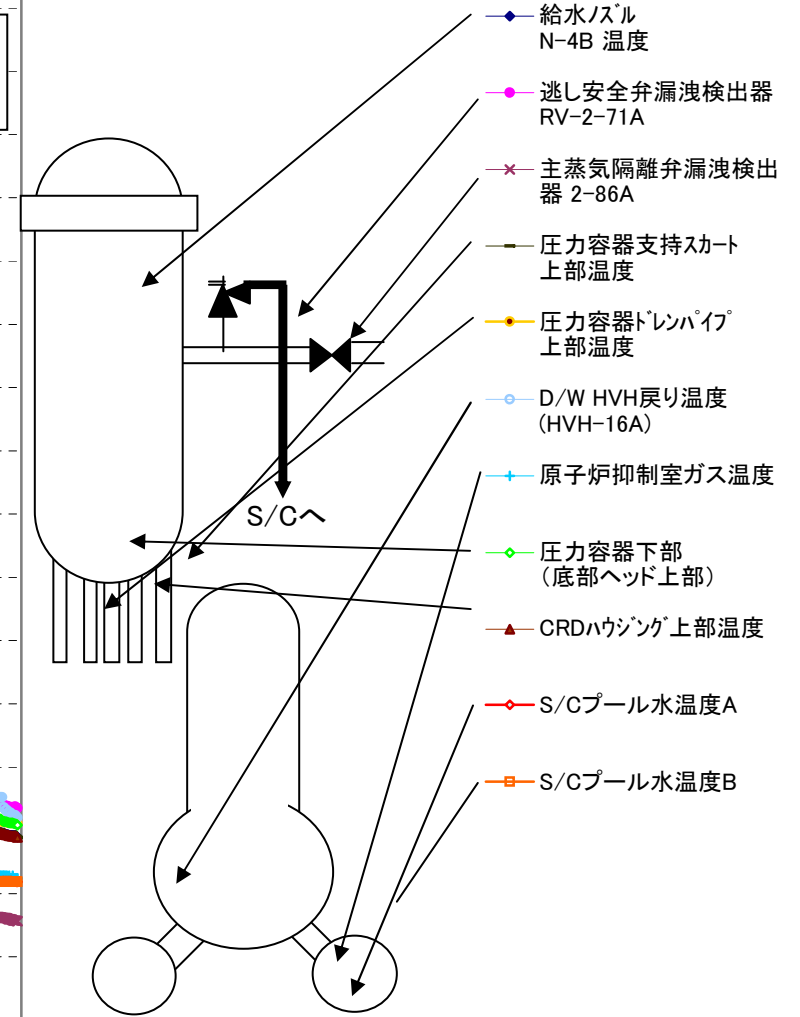 給水ノズル
N-4B 温度
逃し安全弁漏洩検出器
RV-2-71A
主蒸気隔離弁漏洩検出
器 2-86A
圧力容器支持スカート
上部温度
圧力容器ドレンパイプ
上部温度
D/W HVH戻り温度
(HVH-16A)
原子炉抑制室ガス温度
S/Cへ
圧力容器下部
(底部ヘッド上部)
CRDハウジング上部温度
S/Cプール水温度A
S/Cプール水温度B